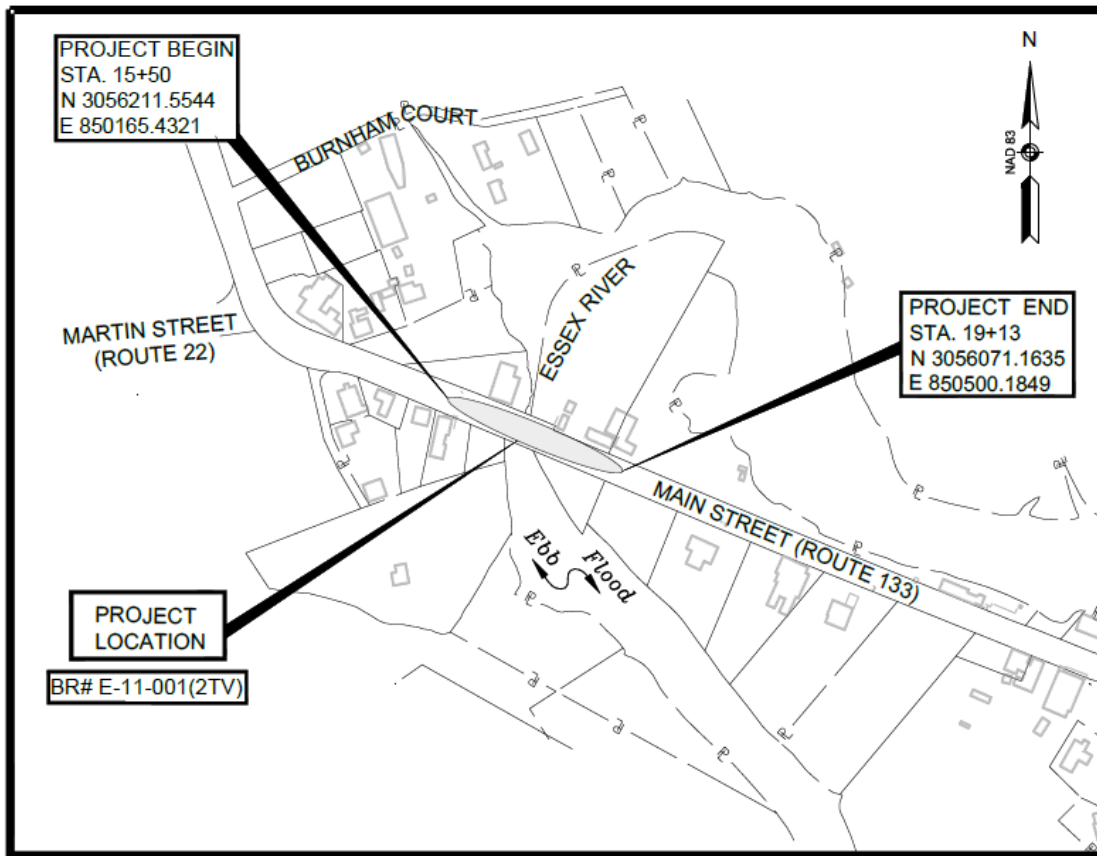 PROJECT BEGIN
STA. 15+50
N 3056211.5544
E 850165.4321
N
NAD 83
BURNHAM COURT
MARTIN STREET
(ROUTE 22)
ESSEX RIVER
PROJECT END
STA. 19+13
N 3056071.1635
E 850500.1849
MAIN STREET (ROUTE 133)
Ebb
Flood
PROJECT
LOCATION
BR# E-11-001(2TV)